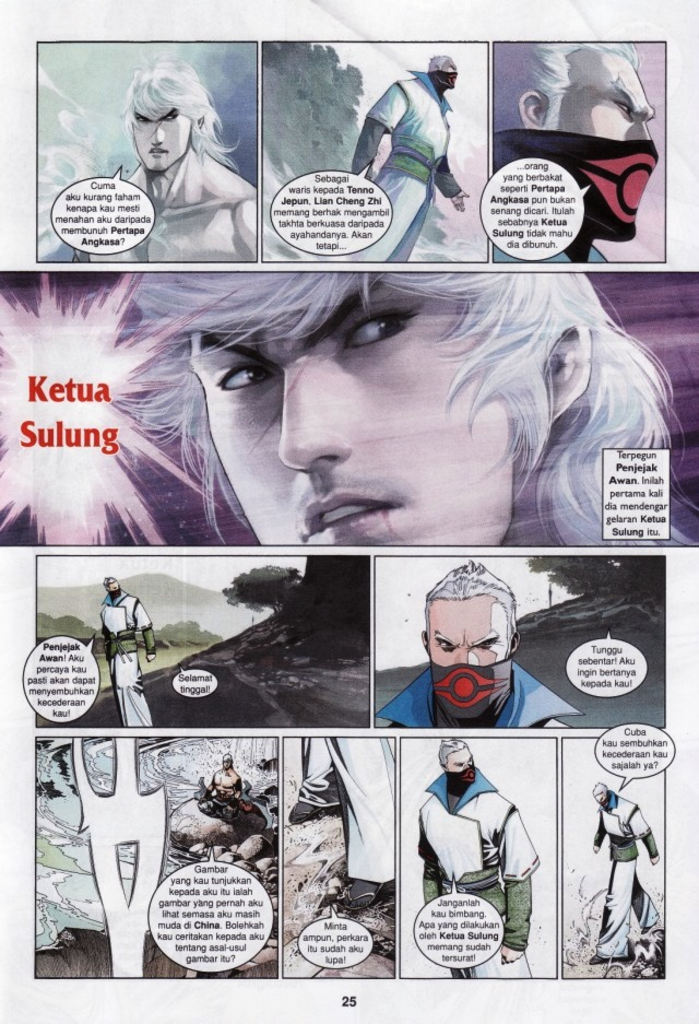 Cuma
aku kurang faham
kenapa kau mesti
menahan aku daripada
membunuh Pertapa
Angkasa?
Sebagai
waris kepada Tenno
Jepun, Lian Cheng Zhi
memang berhak mengambil
takhta berkuasa daripada
ayahandanya. Akan
tetapi...
...orang
yang berbakat
seperti Pertapa
Angkasa pun bukan
senang dicari. Itulah
sebabnya Ketua
Sulung tidak mahu
dia dibunuh.
Ketua
Sulung
Terpegun
Penjejak
Awan. Inilah
pertama kali
dia mendengar
gelaran Ketua
Sulung itu.
Penjejak
Awan! Aku
percaya kau
pasti akan dapat
menyembuhkan
kecederaan
kau!
Selamat
tinggal!
Tunggu
sebentar! Aku
ingin bertanya
kepada kau!
Gambar
yang kau tunjukkan
kepada aku itu ialah
gambar yang pernah aku
lihat semasa aku masih
muda di China. Bolehkah
kau ceritakan kepada aku
tentang asal-usul
gambar itu?
Minta
ampun, perkara
itu sudah aku
lupa!
Janganlah
kau bimbang.
Apa yang dilakukan
oleh Ketua Sulung
memang sudah
tersurat!
Cuba
kau sembuhkan
kecederaan kau
sajalah ya?
25